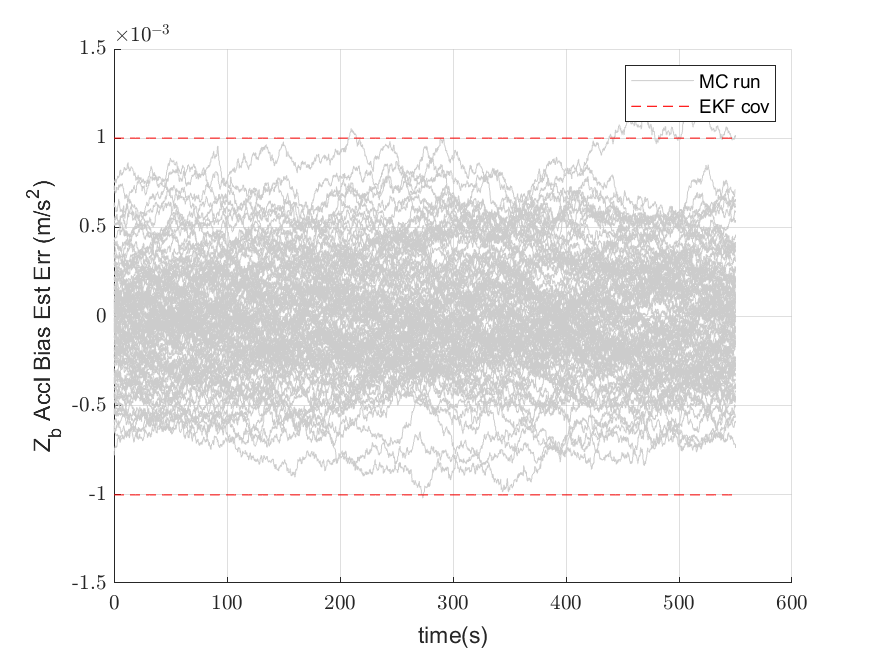 ×10⁻³
1.5
1
0.5
0
-0.5
-1
-1.5
Z_b Accl Bias Est Err (m/s²)
MC run
EKF cov
0 100 200 300 400 500 600
time(s)